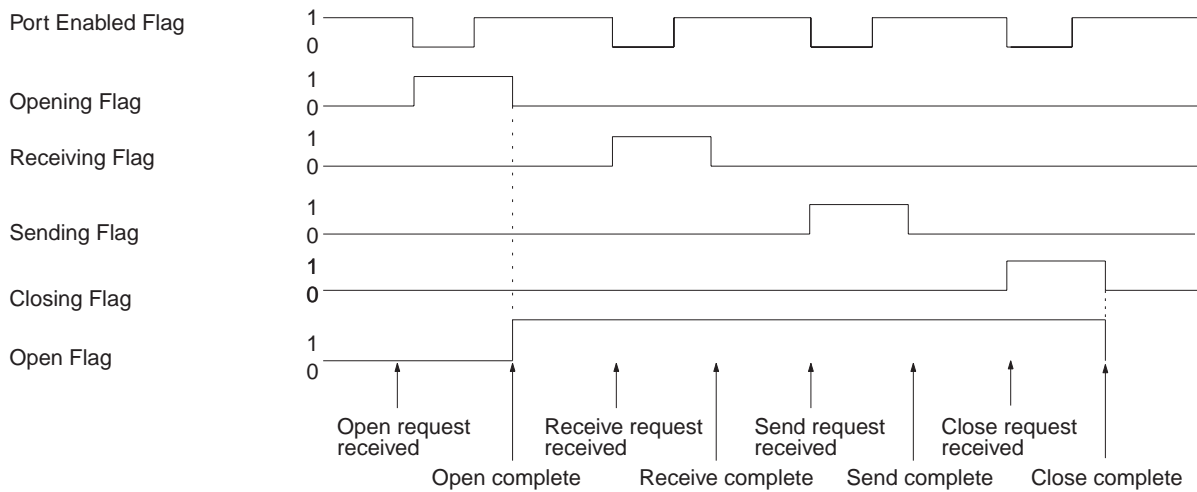 Port Enabled Flag
1
0
Opening Flag
1
0
Receiving Flag
1
0
Sending Flag
1
0
Closing Flag
1
0
Open Flag
1
0
Open request
received
Receive request
received
Send request
received
Close request
received
Open complete
Receive complete
Send complete
Close complete